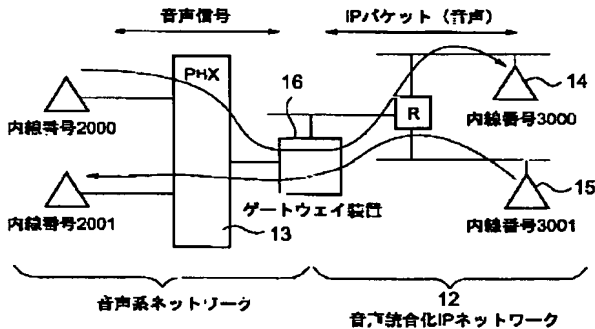 音声信号
IPパケット（音声）
PHX
16
14
R
内線番号2000
内線番号3000
15
ゲートウェイ装置
内線番号2001
13
内線番号3001
音声系ネットワーク
12
音声統合化IPネットワーク